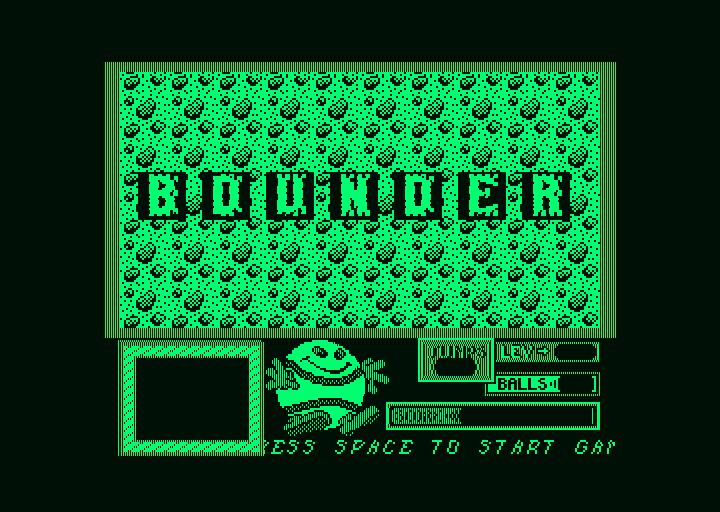 BOUNDER
JUMPS
LEV
BALLS
ESS SPACE TO START GAM